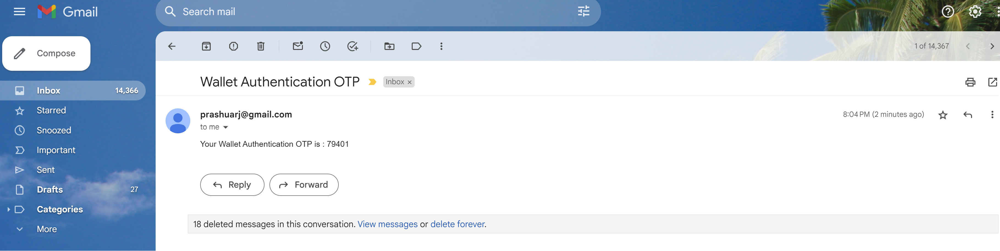 Gmail
Search mail
Compose
1 of 14,367
Inbox 14,366
Starred
Snoozed
Important
Sent
Drafts 27
Categories
More
Wallet Authentication OTP Inbox ×
prashuarj@gmail.com 8:04 PM (2 minutes ago)
to me
Your Wallet Authentication OTP is : 79401
Reply Forward
18 deleted messages in this conversation. View messages or delete forever.